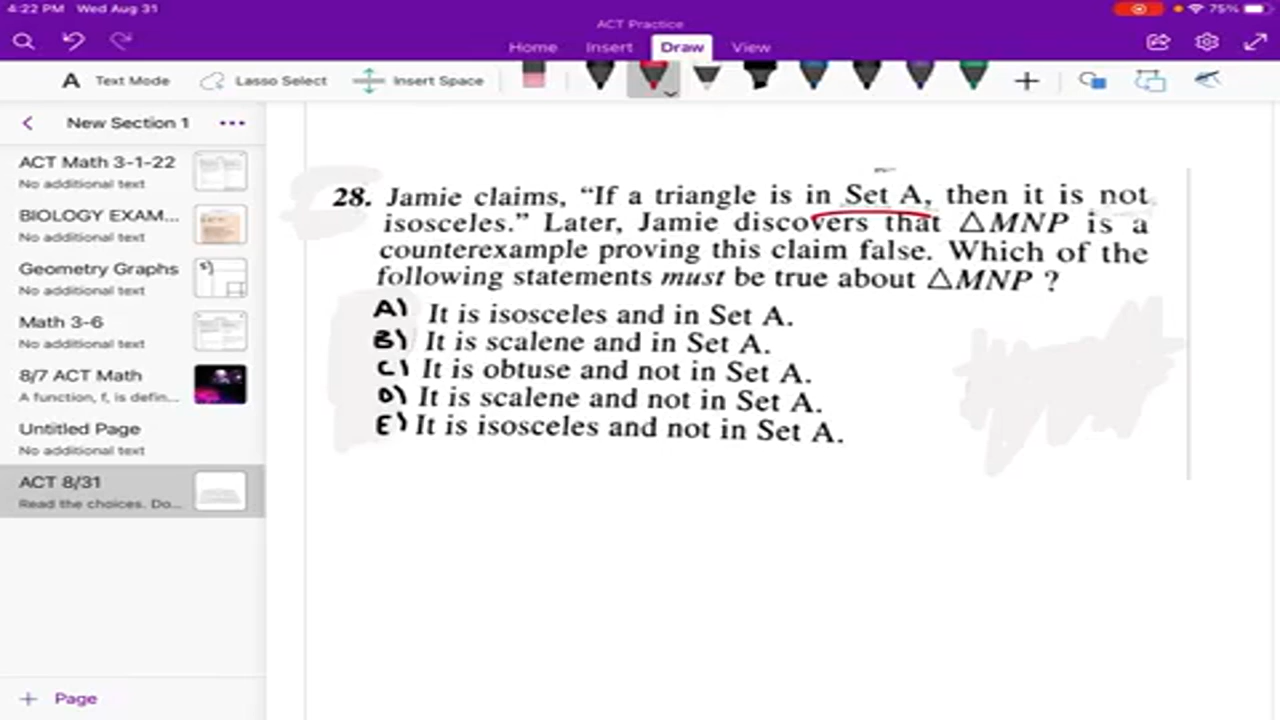 4:22 PM Wed Aug 31
75%
ACT Practice
Home Insert Draw View
A Text Mode Lasso Select Insert Space
New Section 1
ACT Math 3-1-22
No additional text
BIOLOGY EXAM...
No additional text
Geometry Graphs
No additional text
Math 3-6
No additional text
8/7 ACT Math
A function, f, is defin...
Untitled Page
No additional text
ACT 8/31
Read the choices. Do...
+ Page
28. Jamie claims, “If a triangle is in Set A, then it is not
isosceles.” Later, Jamie discovers that △MNP is a
counterexample proving this claim false. Which of the
following statements must be true about △MNP ?
A) It is isosceles and in Set A.
B) It is scalene and in Set A.
C) It is obtuse and not in Set A.
D) It is scalene and not in Set A.
E) It is isosceles and not in Set A.